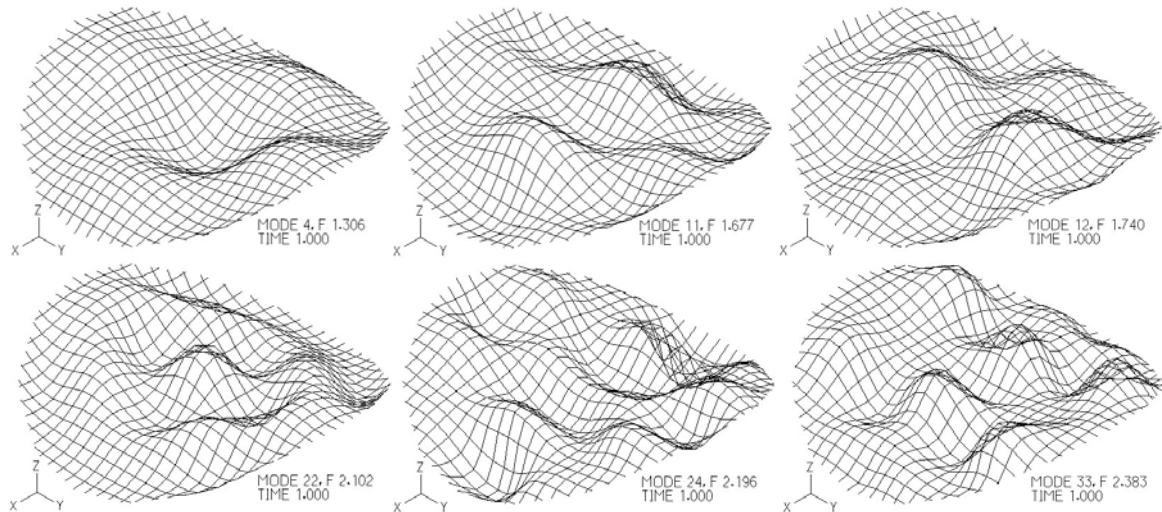 Z
X Y
MODE 4, F 1.306
TIME 1.000
Z
X Y
MODE 11, F 1.677
TIME 1.000
Z
X Y
MODE 12, F 1.740
TIME 1.000
Z
X Y
MODE 22, F 2.102
TIME 1.000
Z
X Y
MODE 24, F 2.196
TIME 1.000
Z
X Y
MODE 33, F 2.383
TIME 1.000